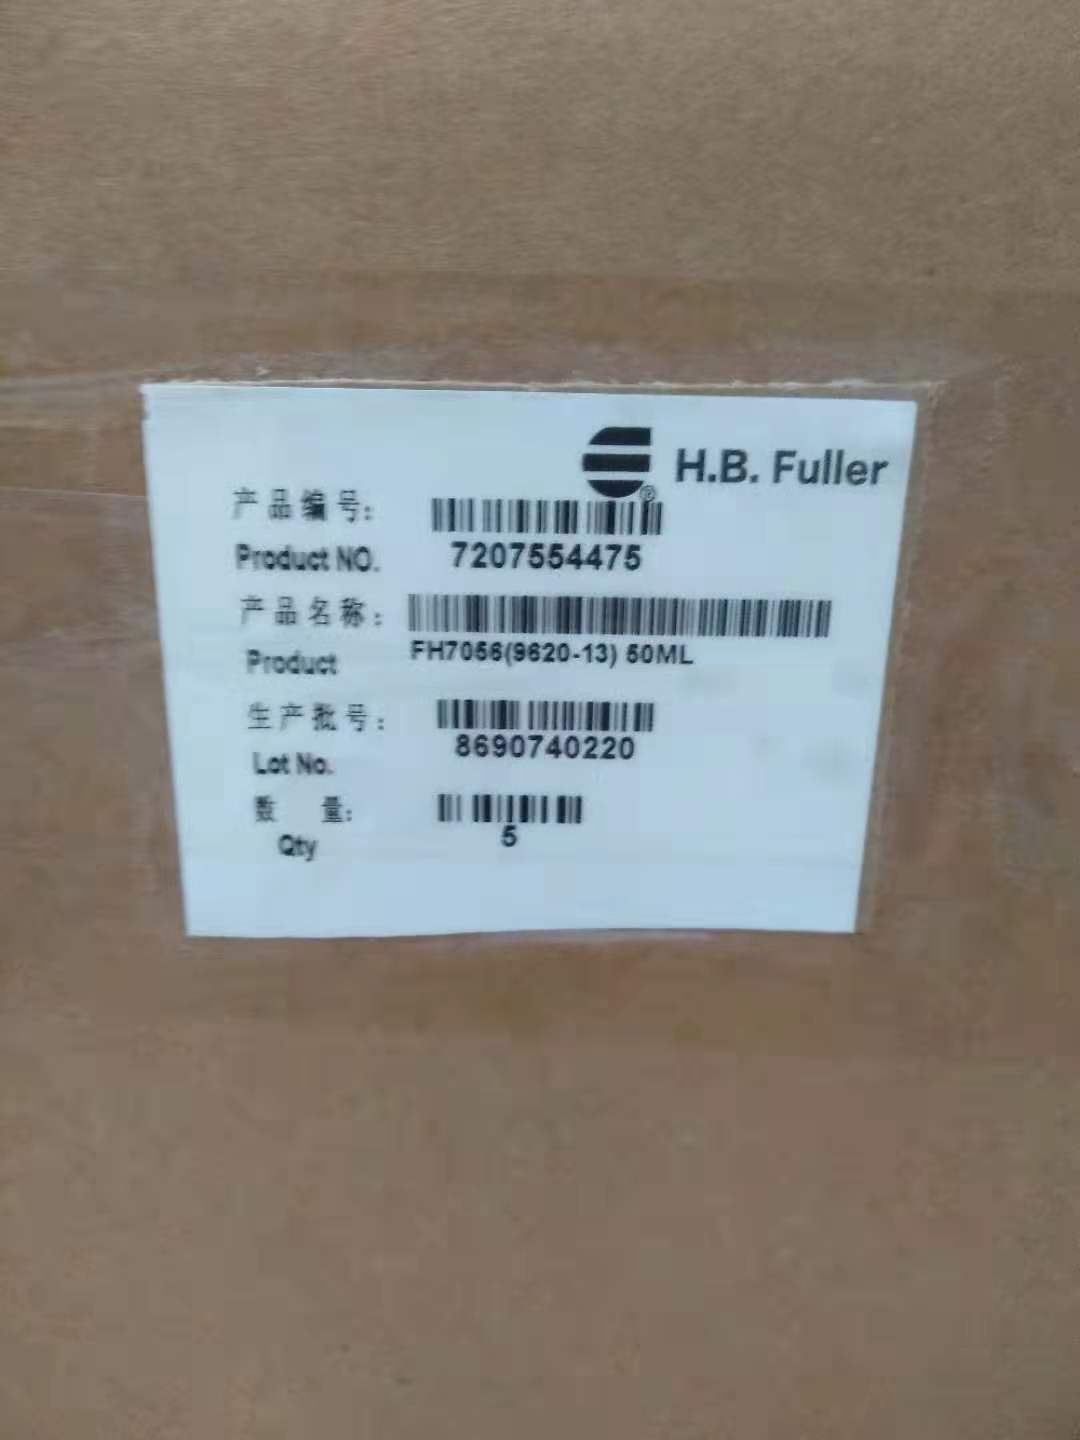 H.B. Fuller
®
产品编号:
Product NO. 7207554475
产品名称:
Product FH7056(9620-13) 50ML
生产批号:
Lot No. 8690740220
数 量:
Qty 5